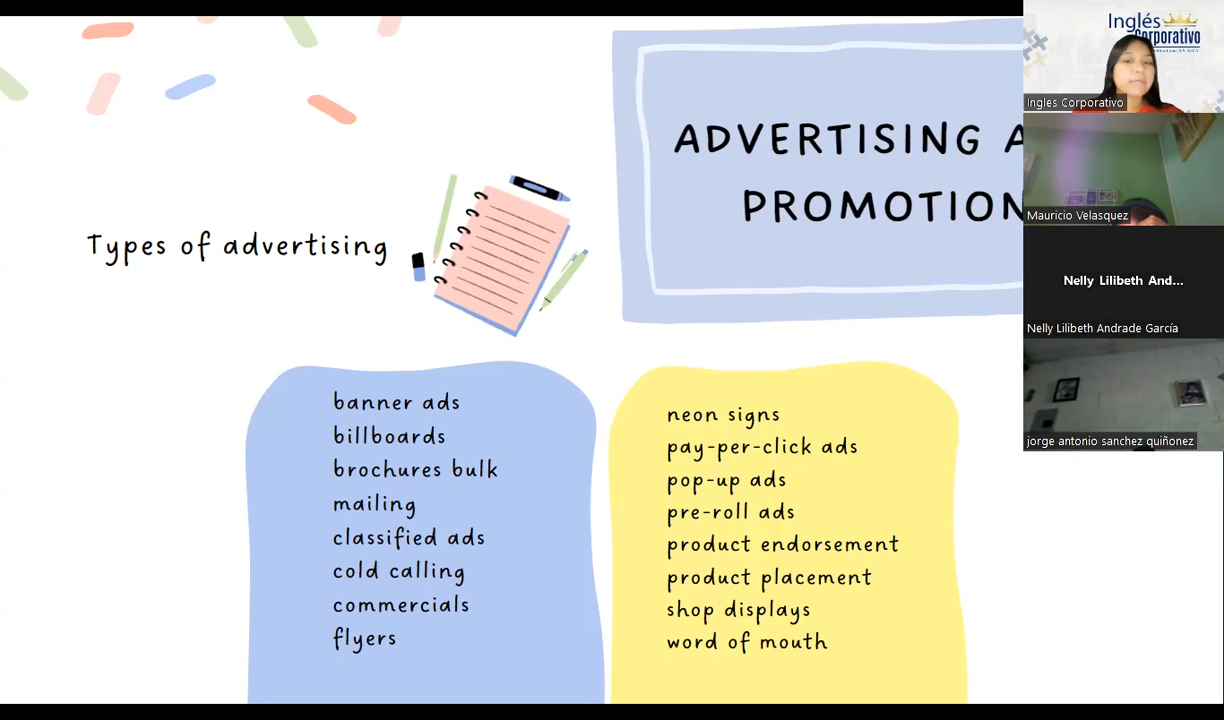 ADVERTISING A
PROMOTION
Types of advertising
banner ads
billboards
brochures bulk
mailing
classified ads
cold calling
commercials
flyers
neon signs
pay-per-click ads
pop-up ads
pre-roll ads
product endorsement
product placement
shop displays
word of mouth
Inglés
Corporativo
Ingles Corporativo
Mauricio Velasquez
Nelly Lilibeth And...
Nelly Lilibeth Andrade García
jorge antonio sanchez quiñonez